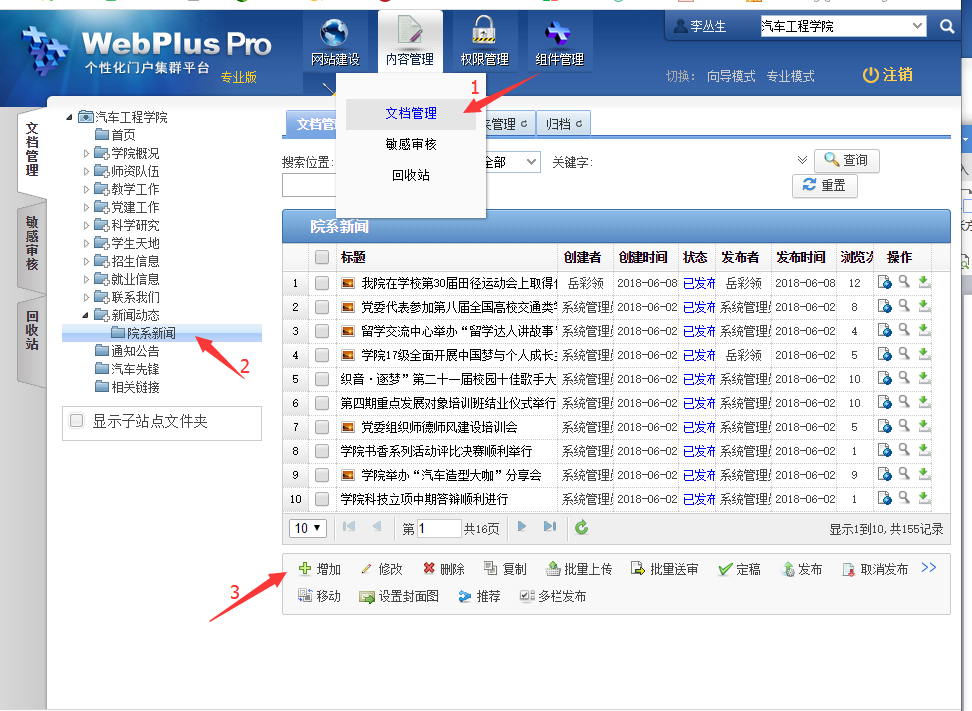 WebPlus Pro
个性化门户集群平台 专业版
网站建设 内容管理 权限管理 组件管理
李丛生 汽车工程学院
切换： 向导模式 专业模式 注销
1
文档管理
敏感审核
回收站
文档管理
敏感审核
回收站
汽车工程学院
首页
学院概况
师资队伍
教学工作
党建工作
科学研究
学生天地
招生信息
就业信息
联系我们
新闻动态
院系新闻
通知公告
汽车先锋
相关链接
2
显示子站点文件夹
文档管 管理 归档
搜索位置: 全部 关键字: 查询
重置
院系新闻
标题 创建者 创建时间 状态 发布者 发布时间 浏览次 操作
1 我院在学校第30届田径运动会上取得 岳彩领 2018-06-08 已发布 岳彩领 2018-06-08 12
2 党委代表参加第八届全国高校交通类学 系统管理员 2018-06-02 已发布 系统管理员 2018-06-02 8
3 留学交流中心举办“留学达人讲故事” 系统管理员 2018-06-02 已发布 系统管理员 2018-06-02 4
4 学院17级全面开展中国梦与个人成长主 系统管理员 2018-06-02 已发布 岳彩领 2018-06-02 5
5 织音·逐梦”第二十一届校园十佳歌手大 系统管理员 2018-06-02 已发布 系统管理员 2018-06-02 10
6 第四期重点发展对象培训班结业仪式举行 系统管理员 2018-06-02 已发布 系统管理员 2018-06-02 10
7 党委组织师德师风建设培训会 系统管理员 2018-06-02 已发布 系统管理员 2018-06-02 5
8 学院书香系列活动评比决赛顺利举行 系统管理员 2018-06-02 已发布 系统管理员 2018-06-02 1
9 学院举办“汽车造型大咖”分享会 系统管理员 2018-06-02 已发布 系统管理员 2018-06-02 9
10 学院科技立项中期答辩顺利进行 系统管理员 2018-06-02 已发布 系统管理员 2018-06-02 1
10 第 1 共16页 显示1到10, 共155记录
3
增加 修改 删除 复制 批量上传 批量送审 定稿 发布 取消发布
移动 设置封面图 推荐 多栏发布